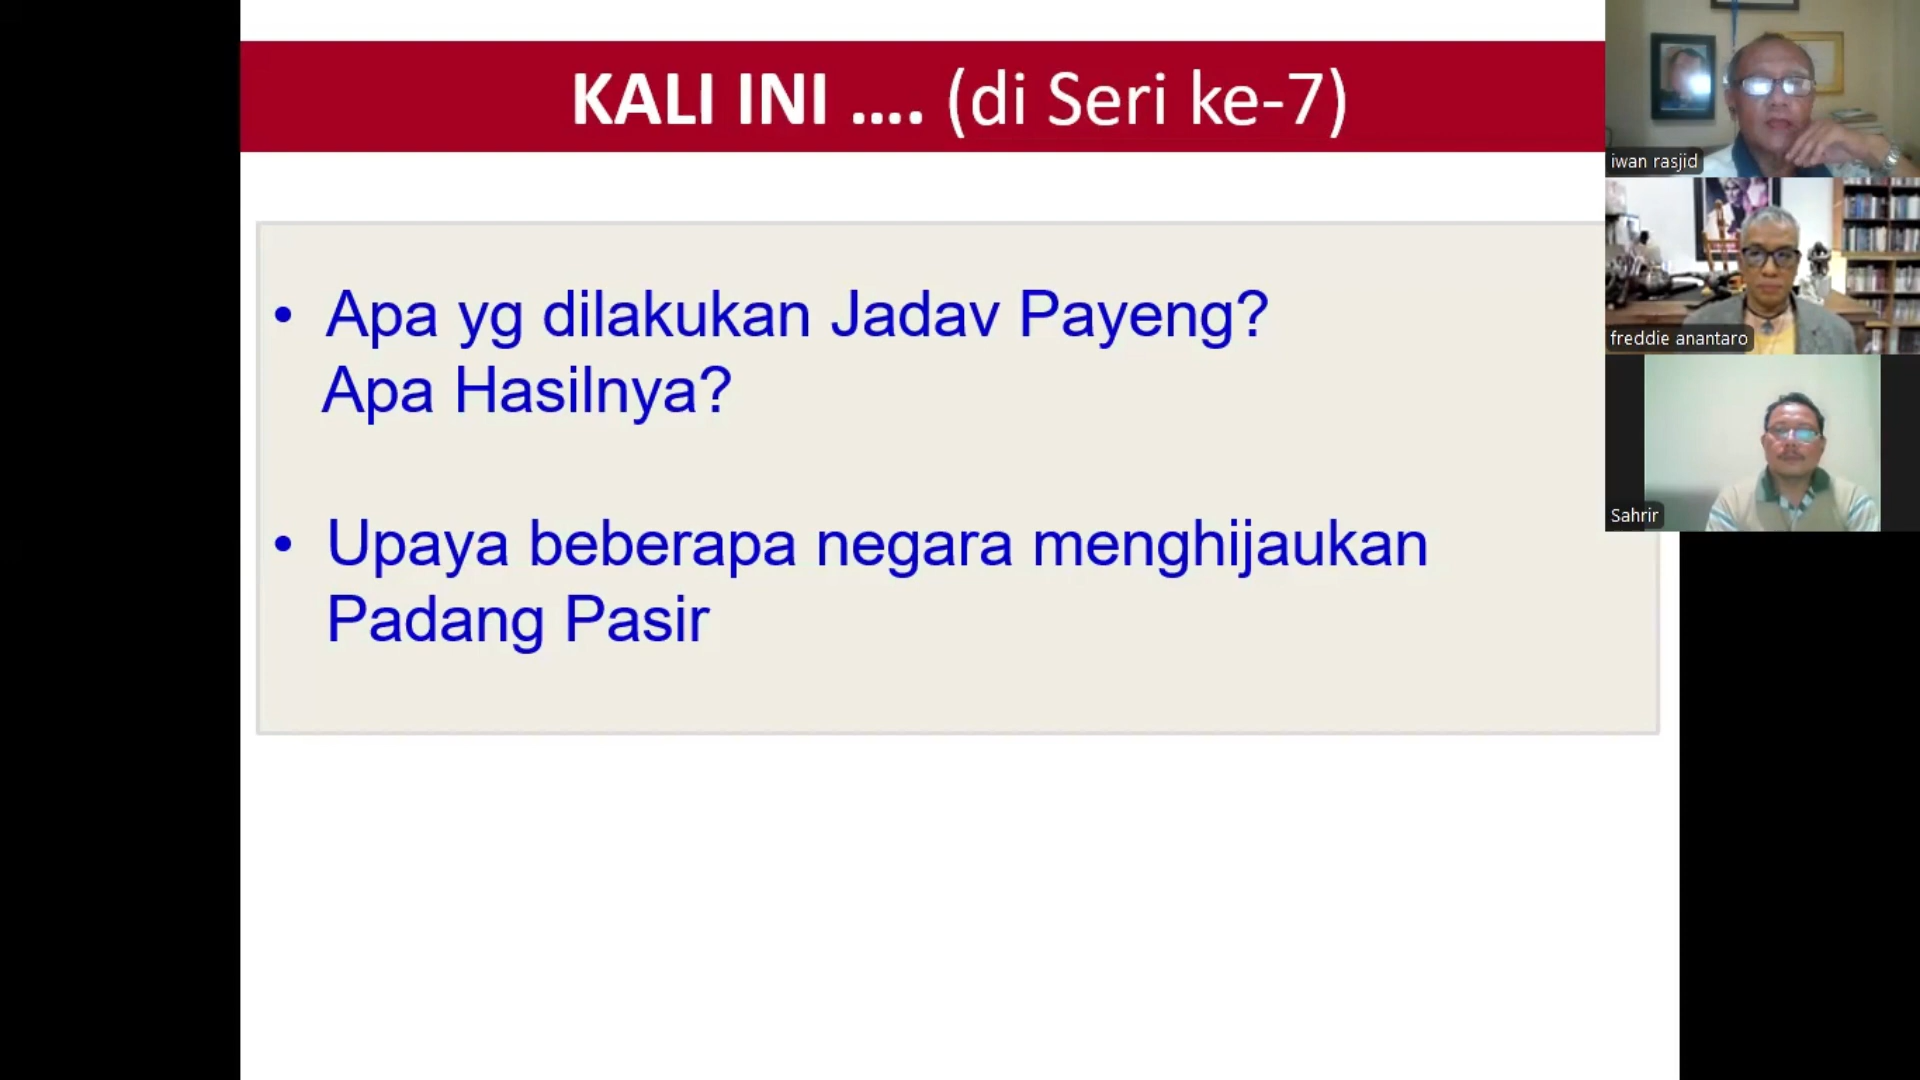 KALI INI .... (di Seri ke-7)
• Apa yg dilakukan Jadav Payeng?
Apa Hasilnya?
• Upaya beberapa negara menghijaukan
Padang Pasir
iwan rasjid
freddie anantaro
Sahrir